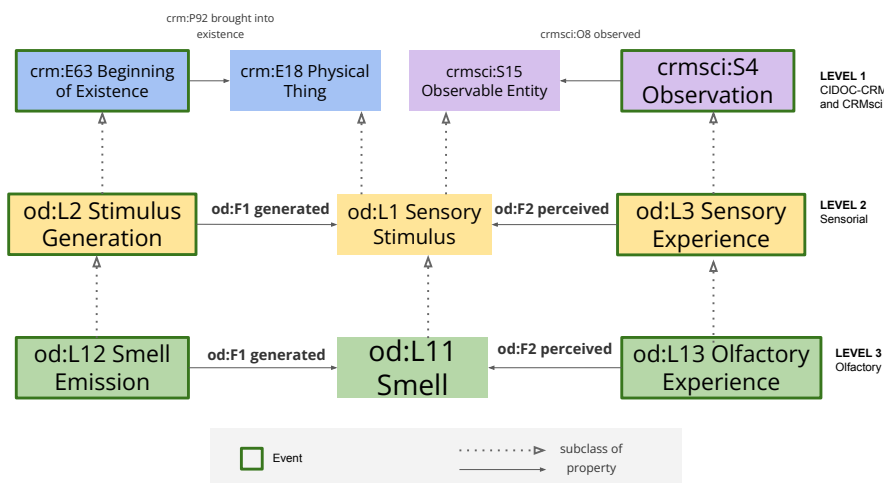 crm:P92 brought into
existence
crmsci:O8 observed
crm:E63 Beginning
of Existence
crm:E18 Physical
Thing
crmsci:S15
Observable Entity
crmsci:S4
Observation
LEVEL 1
CIDOC-CRM
and CRMsci
od:L2 Stimulus
Generation
od:F1 generated
od:L1 Sensory
Stimulus
od:F2 perceived
od:L3 Sensory
Experience
LEVEL 2
Sensorial
od:L12 Smell
Emission
od:F1 generated
od:L11
Smell
od:F2 perceived
od:L13 Olfactory
Experience
LEVEL 3
Olfactory
Event
subclass of
property